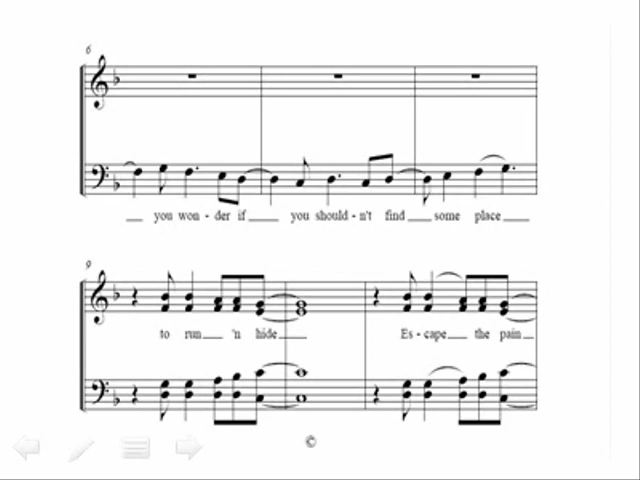 6
you won - der if you should - n't find some place
9
to run 'n hide Es - cape the pain
©